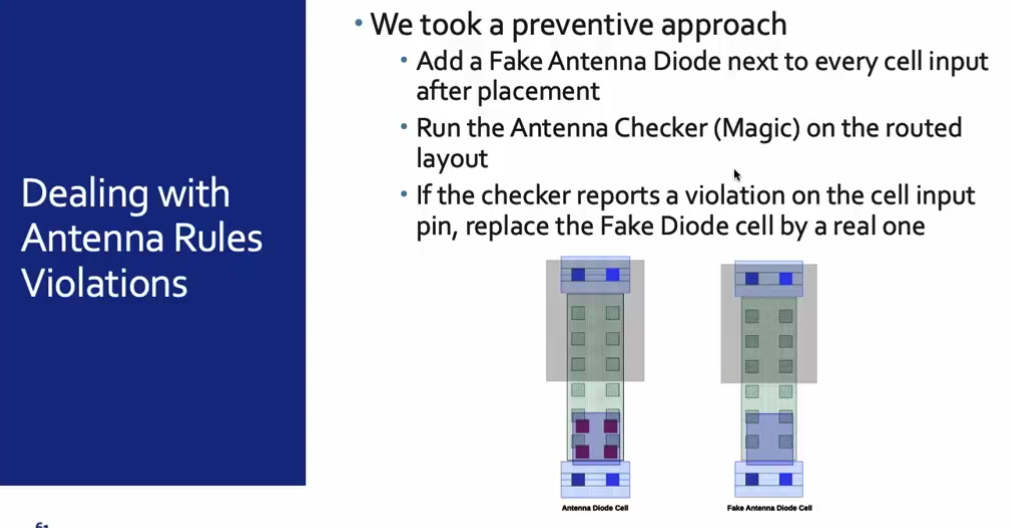 Dealing with
Antenna Rules
Violations
• We took a preventive approach
• Add a Fake Antenna Diode next to every cell input
after placement
• Run the Antenna Checker (Magic) on the routed
layout
• If the checker reports a violation on the cell input
pin, replace the Fake Diode cell by a real one
Antenna Diode Cell
Fake Antenna Diode Cell